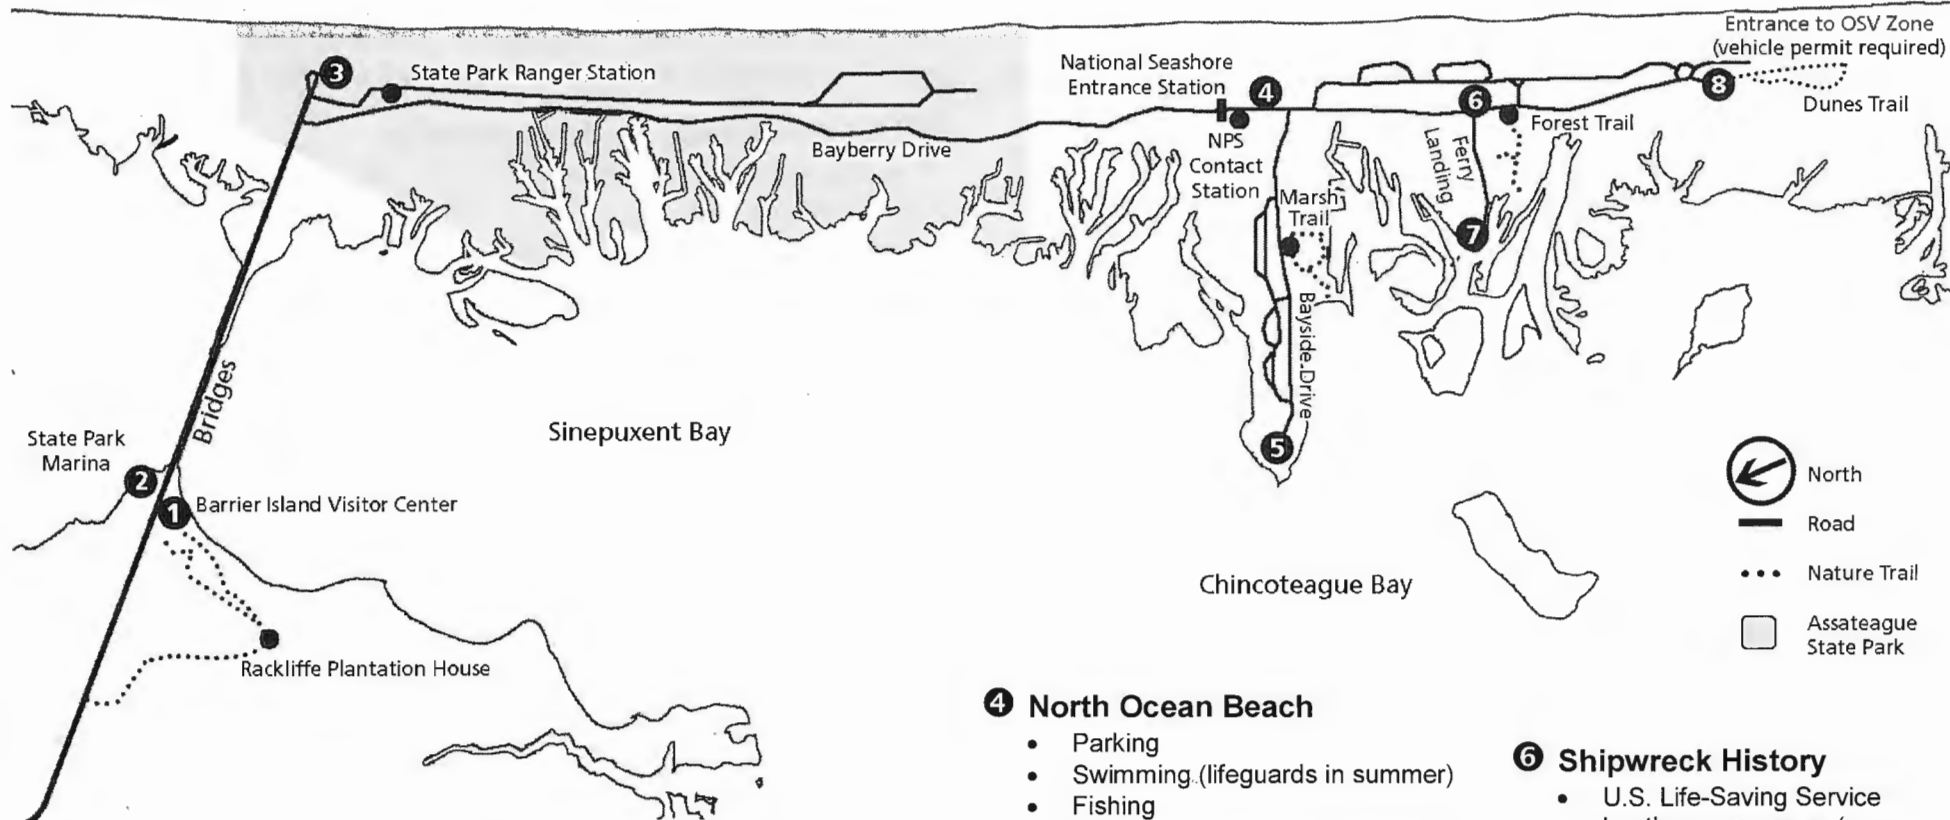 Entrance to OSV Zone
(vehicle permit required)
3
State Park Ranger Station
National Seashore
Entrance Station
4
6
8
Dunes Trail
Forest Trail
Bayberry Drive
NPS
Contact
Station
Ferry
Landing
Marsh
Trail
7
Bayside Drive
Bridges
State Park
Marina
Sinepuxent Bay
5
2
1
Barrier Island Visitor Center
North
Road
Chincoteague Bay
Nature Trail
Assateague
State Park
Rackliffe Plantation House
4 North Ocean Beach
• Parking
• Swimming (lifeguards in summer)
• Fishing
6 Shipwreck History
• U.S. Life-Saving Service